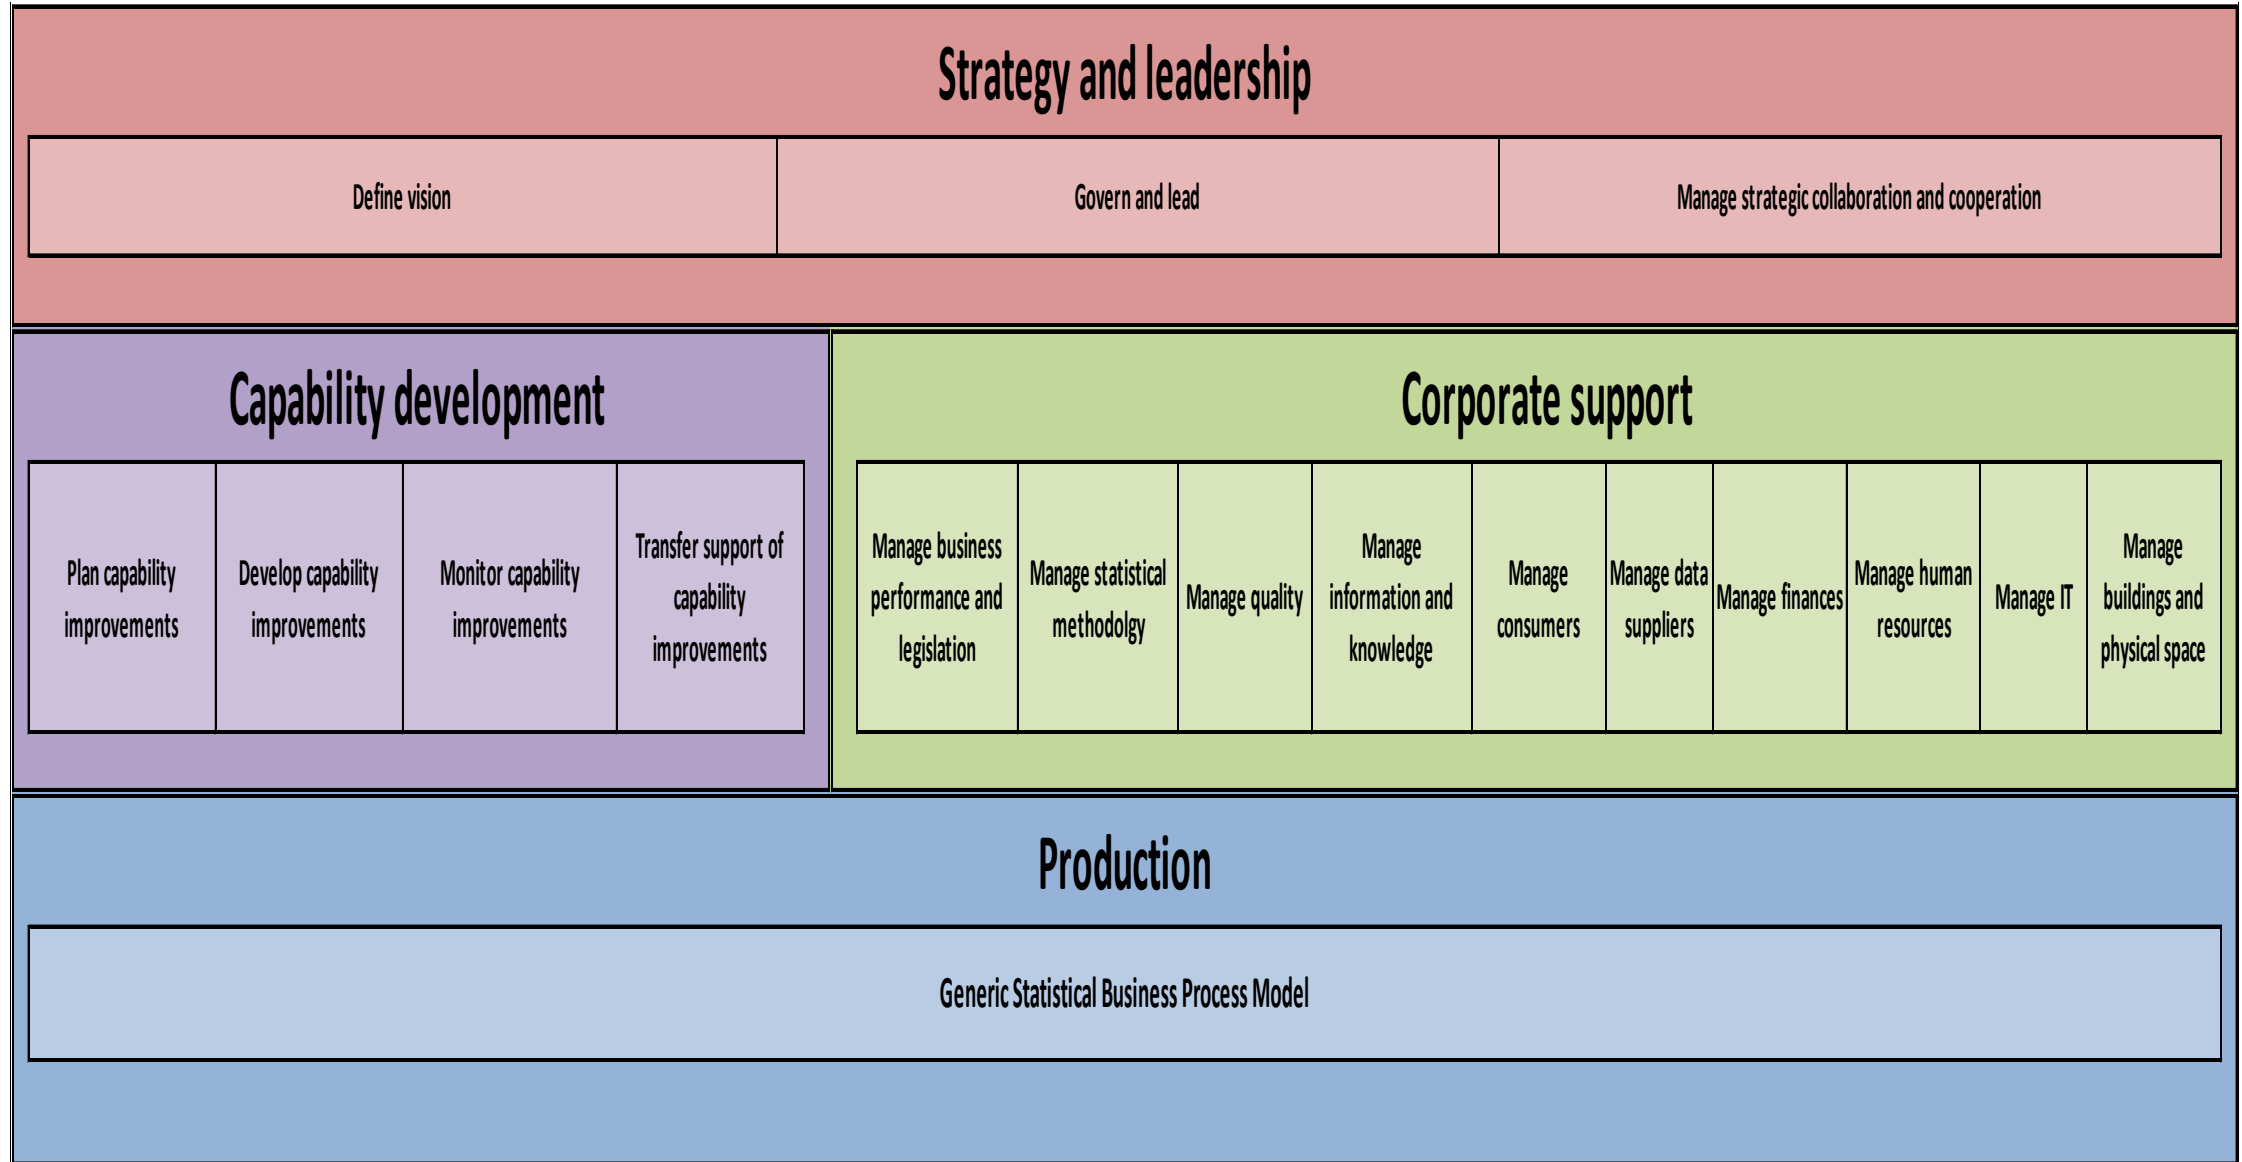 Strategy and leadership
Define vision
Govern and lead
Manage strategic collaboration and cooperation
Capability development
Plan capability
improvements
Develop capability
improvements
Monitor capability
improvements
Transfer support of
capability
improvements
Corporate support
Manage business
performance and
legislation
Manage statistical
methodolgy
Manage quality
Manage
information and
knowledge
Manage
consumers
Manage data
suppliers
Manage finances
Manage human
resources
Manage IT
Manage
buildings and
physical space
Production
Generic Statistical Business Process Model